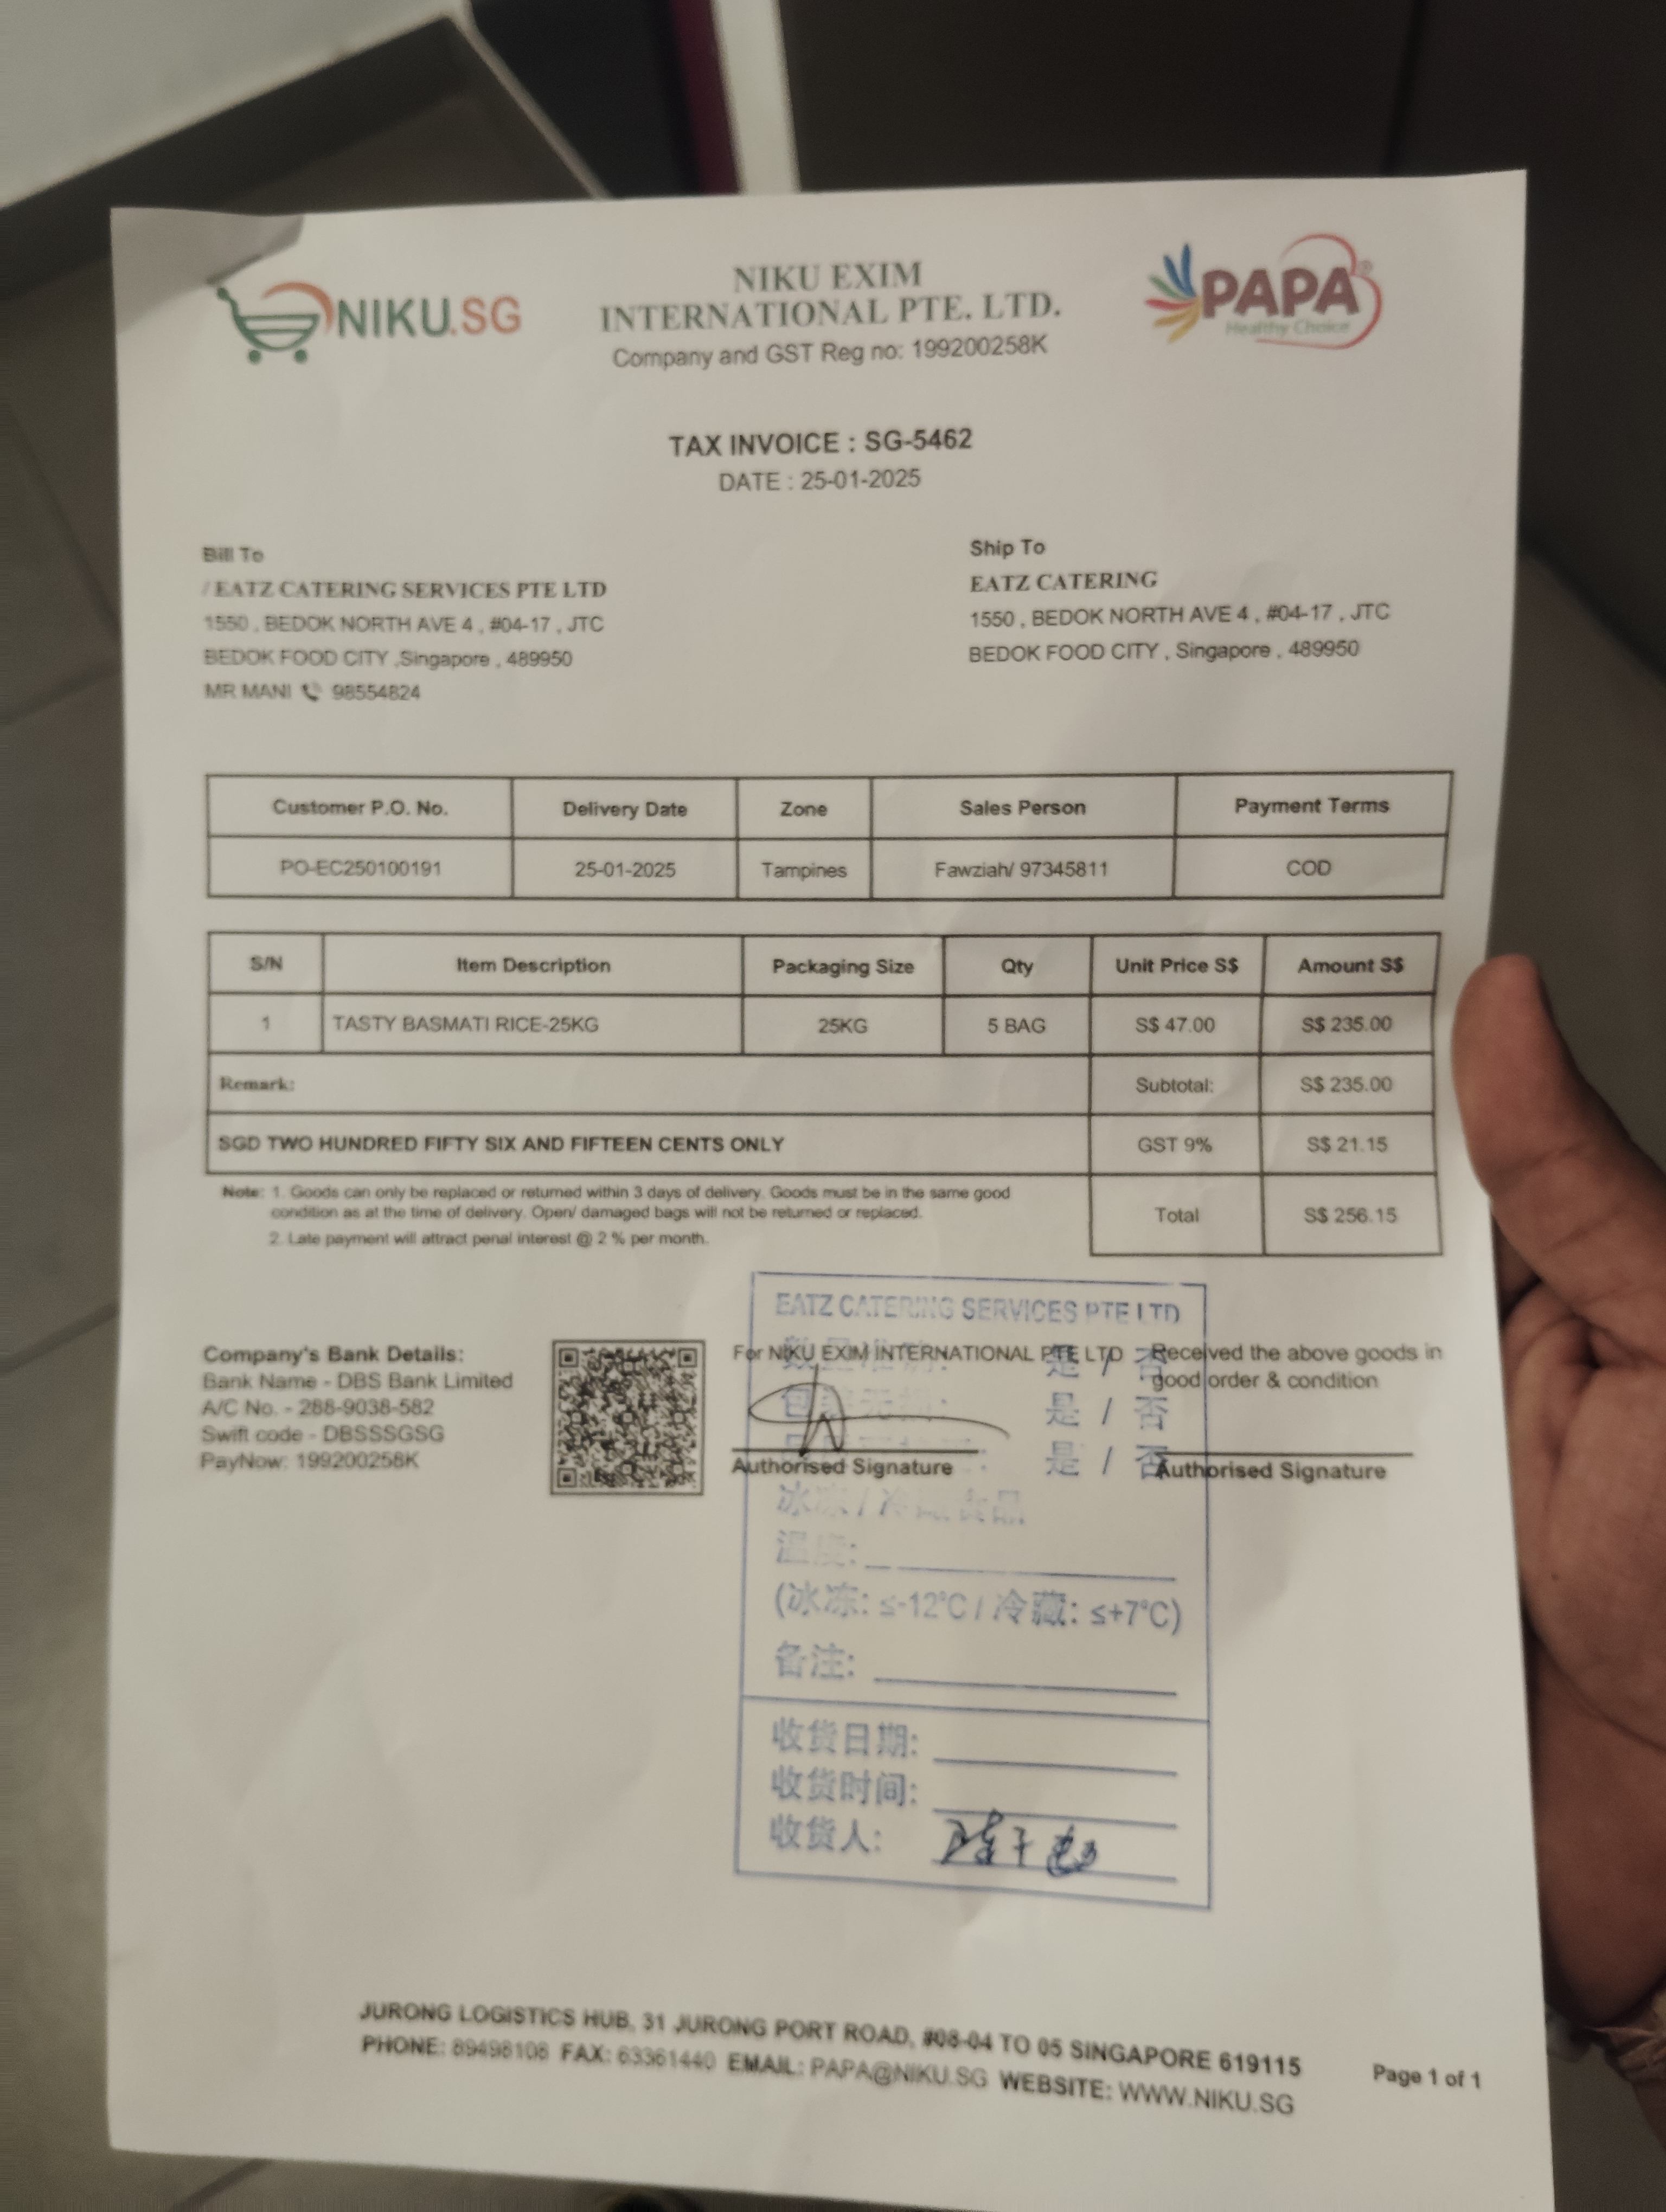 NIKU.SG
NIKU EXIM
INTERNATIONAL PTE. LTD.
Company and GST Reg no: 199200258K
PAPA®
Healthy Choice
TAX INVOICE : SG-5462
DATE : 25-01-2025
Bill To
/ EATZ CATERING SERVICES PTE LTD
1550 , BEDOK NORTH AVE 4 , #04-17 , JTC
BEDOK FOOD CITY ,Singapore , 489950
MR MANI 98554824
Ship To
EATZ CATERING
1550 , BEDOK NORTH AVE 4 , #04-17 , JTC
BEDOK FOOD CITY , Singapore , 489950
Customer P.O. No. Delivery Date Zone Sales Person Payment Terms
PO-EC250100191 25-01-2025 Tampines Fawziah/ 97345811 COD
S/N Item Description Packaging Size Qty Unit Price S$ Amount S$
1 TASTY BASMATI RICE-25KG 25KG 5 BAG S$ 47.00 S$ 235.00
Remark: Subtotal: S$ 235.00
SGD TWO HUNDRED FIFTY SIX AND FIFTEEN CENTS ONLY GST 9% S$ 21.15
Note: 1. Goods can only be replaced or returned within 3 days of delivery. Goods must be in the same good
condition as at the time of delivery. Open/ damaged bags will not be returned or replaced.
2. Late payment will attract penal interest @ 2 % per month.
Total S$ 256.15
Company's Bank Details:
Bank Name - DBS Bank Limited
A/C No. - 288-9038-582
Swift code - DBSSSGSG
PayNow: 199200258K
For NIKU EXIM INTERNATIONAL PTE LTD
Authorised Signature
Received the above goods in
good order & condition
Authorised Signature
EATZ CATERING SERVICES PTE LTD
是 / 否
是 / 否
是 / 否
冰冻 / 冷藏食品
温度:
(冰冻: ≤-12°C / 冷藏: ≤+7°C)
备注:
收货日期:
收货时间:
收货人:
JURONG LOGISTICS HUB, 31 JURONG PORT ROAD, #08-04 TO 05 SINGAPORE 619115
PHONE: 89498108 FAX: 63361440 EMAIL: PAPA@NIKU.SG WEBSITE: WWW.NIKU.SG
Page 1 of 1